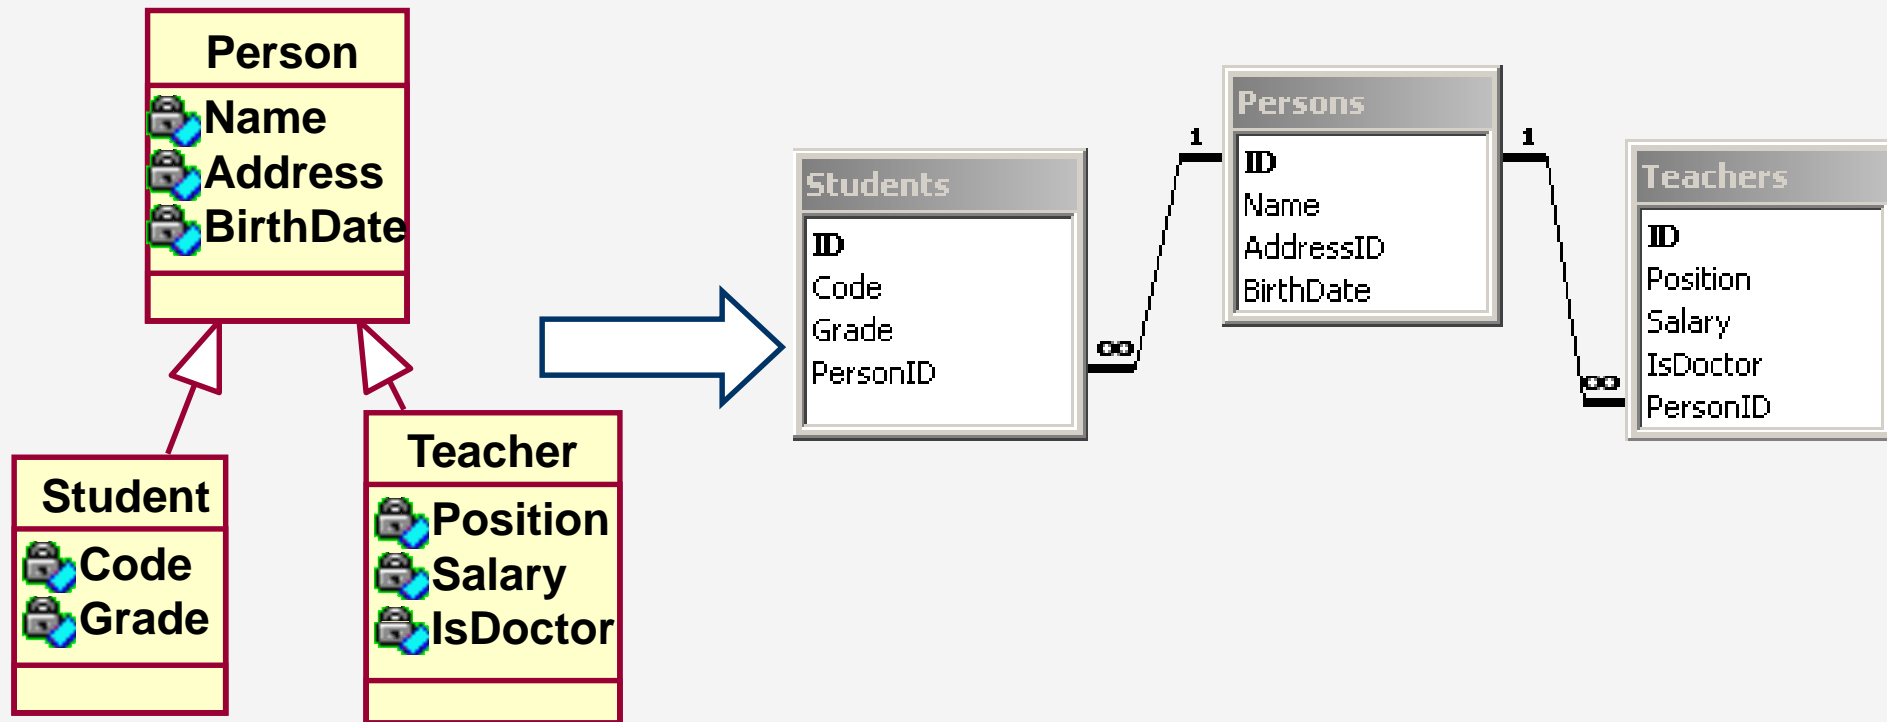 Person
Name
Address
BirthDate
Student
Code
Grade
Teacher
Position
Salary
IsDoctor
Students
ID
Code
Grade
PersonID
∞
1
Persons
ID
Name
AddressID
BirthDate
1
∞
Teachers
ID
Position
Salary
IsDoctor
PersonID